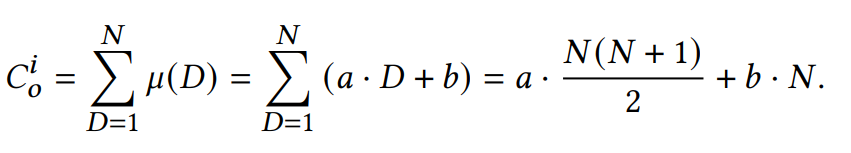 $C_o^i = \sum_{D=1}^{N} \mu(D) = \sum_{D=1}^{N} (a \cdot D + b) = a \cdot \frac{N(N+1)}{2} + b \cdot N.$